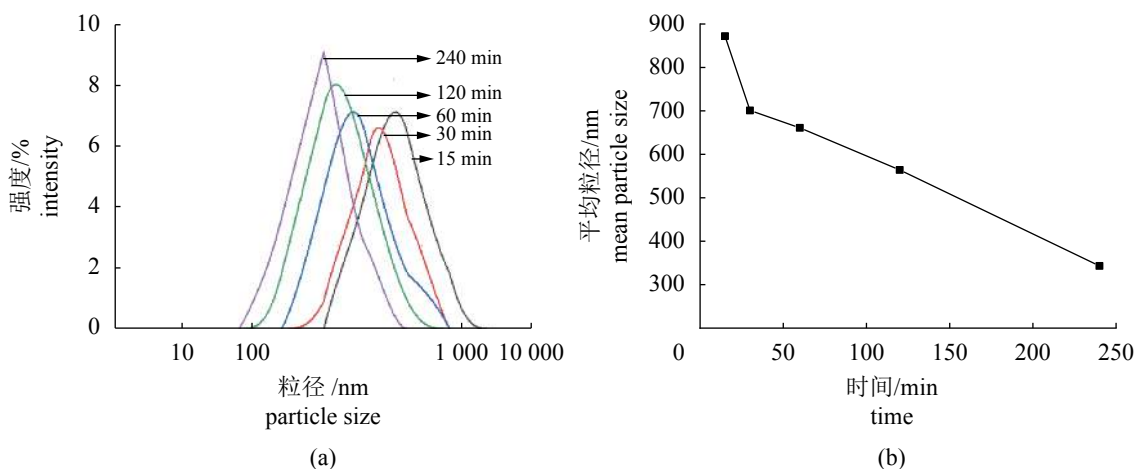 10
8
6
4
2
0
强度/%
intensity
240 min
120 min
60 min
30 min
15 min
10
100
1 000
10 000
粒径 /nm
particle size
(a)
900
800
700
600
500
400
300
平均粒径/nm
mean particle size
0
50
100
150
200
250
时间/min
time
(b)